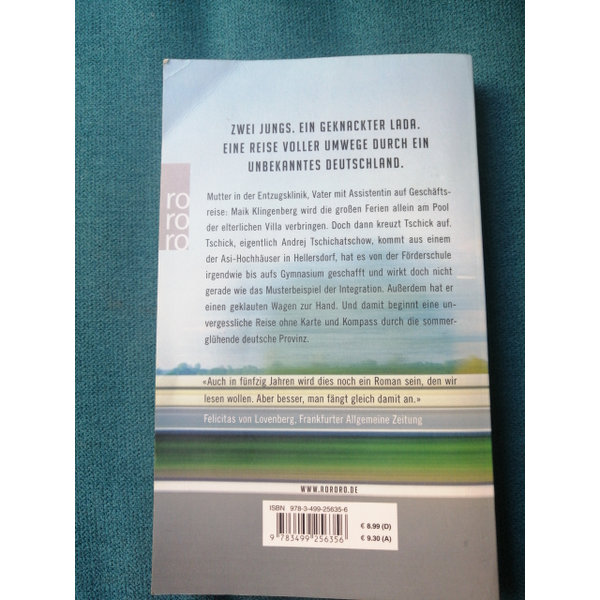 ZWEI JUNGS. EIN GEKNACKTER LADA.
EINE REISE VOLLER UMWEGE DURCH EIN
UNBEKANNTES DEUTSCHLAND.
ro
ro
ro
Mutter in der Entzugsklinik, Vater mit Assistentin auf Geschäfts-
reise: Maik Klingenberg wird die großen Ferien allein am Pool
der elterlichen Villa verbringen. Doch dann kreuzt Tschick auf.
Tschick, eigentlich Andrej Tschichatschow, kommt aus einem
der Asi-Hochhäuser in Hellersdorf, hat es von der Förderschule
irgendwie bis aufs Gymnasium geschafft und wirkt doch nicht
gerade wie das Musterbeispiel der Integration. Außerdem hat er
einen geklauten Wagen zur Hand. Und damit beginnt eine un-
vergessliche Reise ohne Karte und Kompass durch die sommer-
glühende deutsche Provinz.
«Auch in fünfzig Jahren wird dies noch ein Roman sein, den wir
lesen wollen. Aber besser, man fängt gleich damit an.»
Felicitas von Lovenberg, Frankfurter Allgemeine Zeitung
WWW.RORORO.DE
ISBN 978-3-499-25635-6
€ 8.99 (D)
€ 9.30 (A)
9 783499 256356